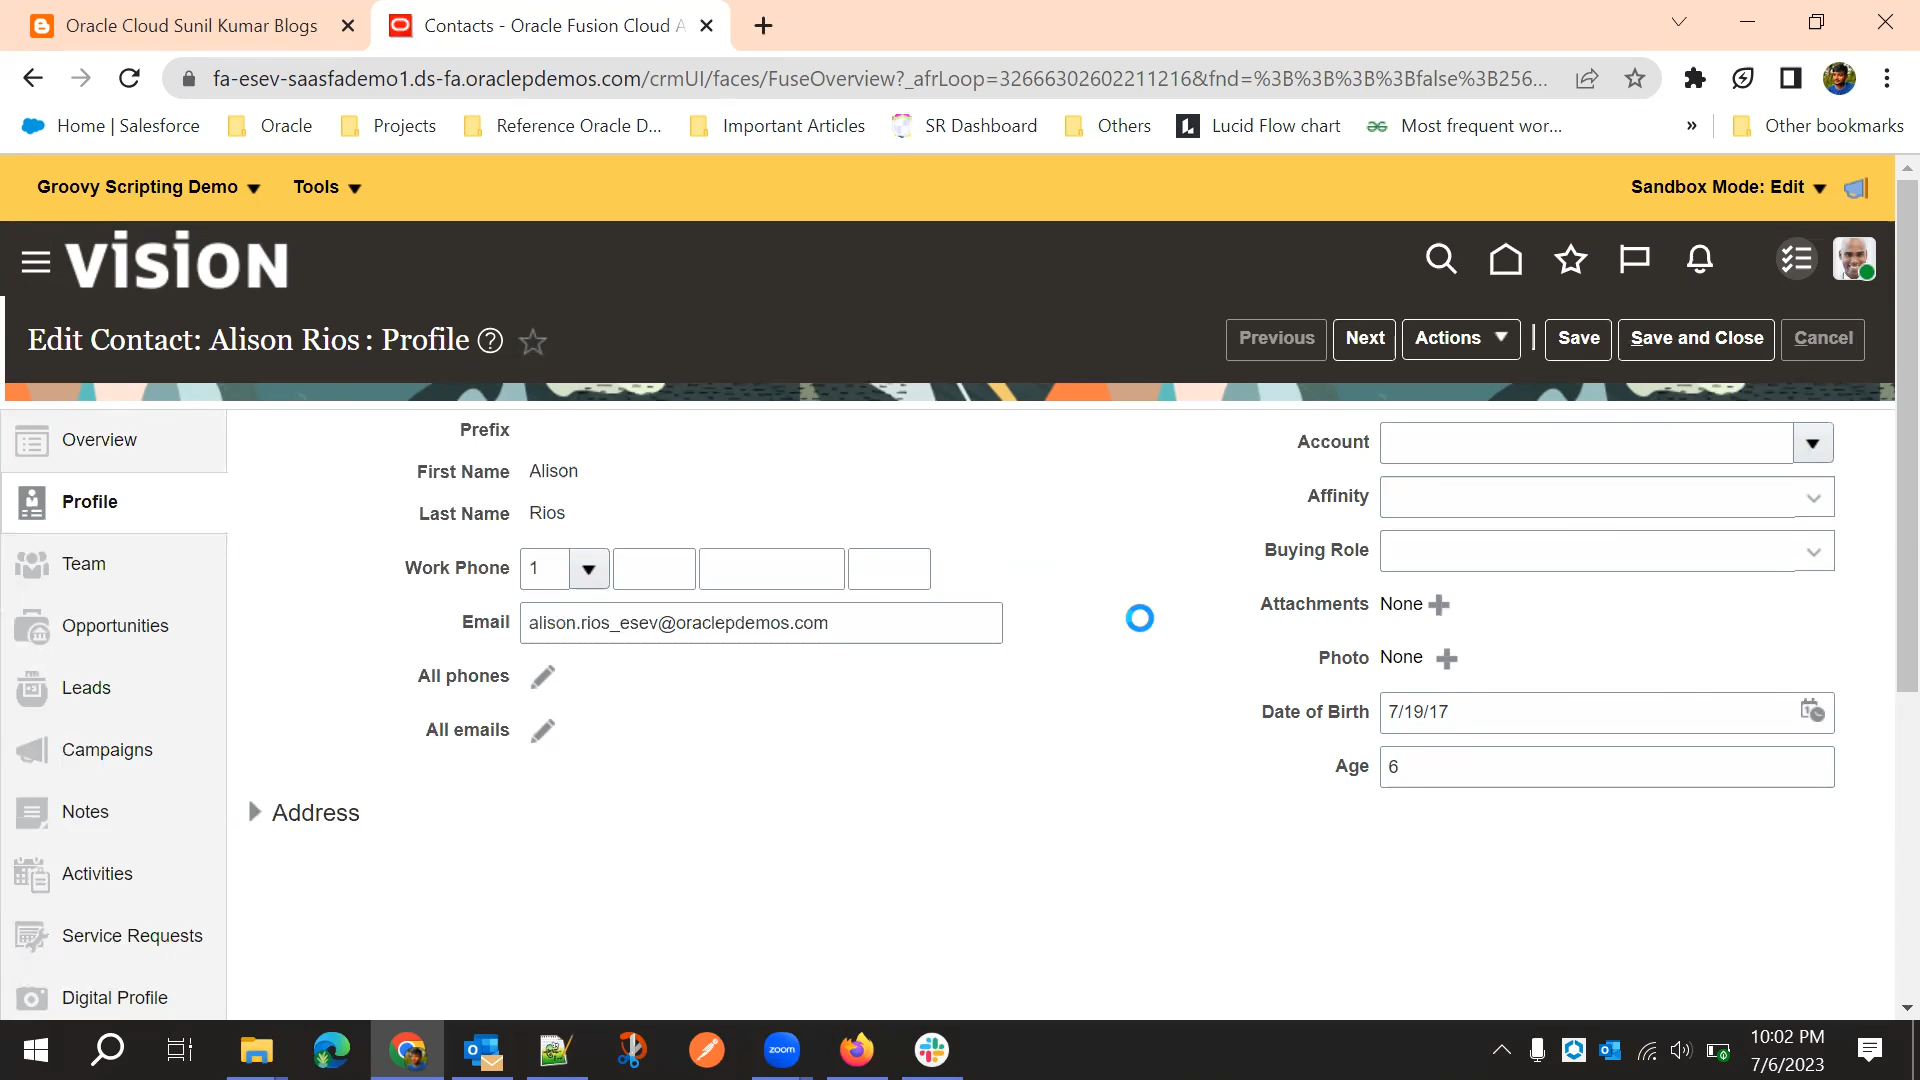 Oracle Cloud Sunil Kumar Blogs
Contacts - Oracle Fusion Cloud A
fa-esev-saasfademo1.ds-fa.oraclepdemos.com/crmUI/faces/FuseOverview?_afrLoop=32666302602211216&fnd=%3B%3B%3B%3Bfalse%3B256...
Home | Salesforce
Oracle
Projects
Reference Oracle D...
Important Articles
SR Dashboard
Others
Lucid Flow chart
Most frequent wor...
»
Other bookmarks
Groovy Scripting Demo
Tools
Sandbox Mode: Edit
vision
Edit Contact: Alison Rios : Profile
Previous
Next
Actions
Save
Save and Close
Cancel
Overview
Profile
Team
Opportunities
Leads
Campaigns
Notes
Activities
Service Requests
Digital Profile
Prefix
First Name Alison
Last Name Rios
Work Phone 1
Email alison.rios_esev@oraclepdemos.com
All phones
All emails
Address
Account
Affinity
Buying Role
Attachments None
Photo None
Date of Birth 7/19/17
Age 6
zoom
10:02 PM
7/6/2023